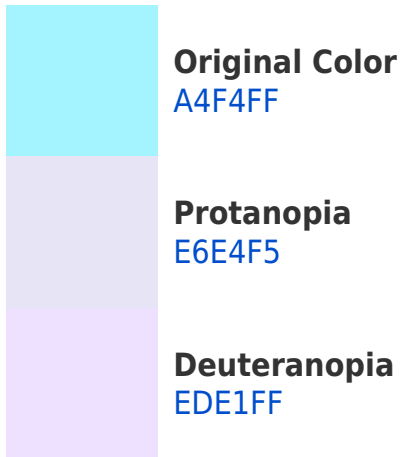 Original Color
A4F4FF
Protanopia
E6E4F5
Deuteranopia
EDE1FF